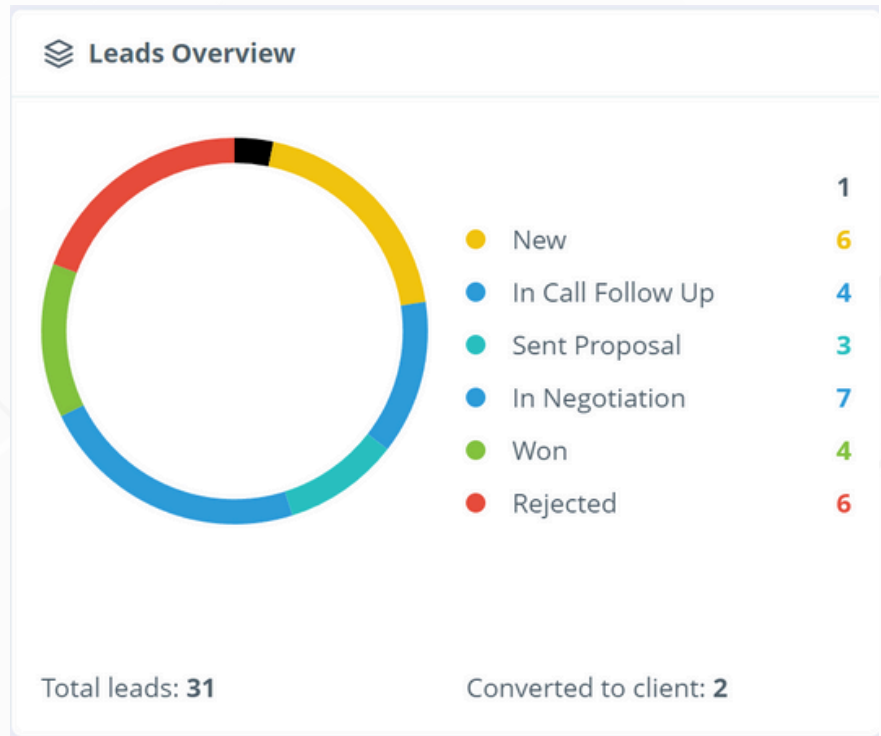 Leads Overview
1
New 6
In Call Follow Up 4
Sent Proposal 3
In Negotiation 7
Won 4
Rejected 6
Total leads: 31 Converted to client: 2